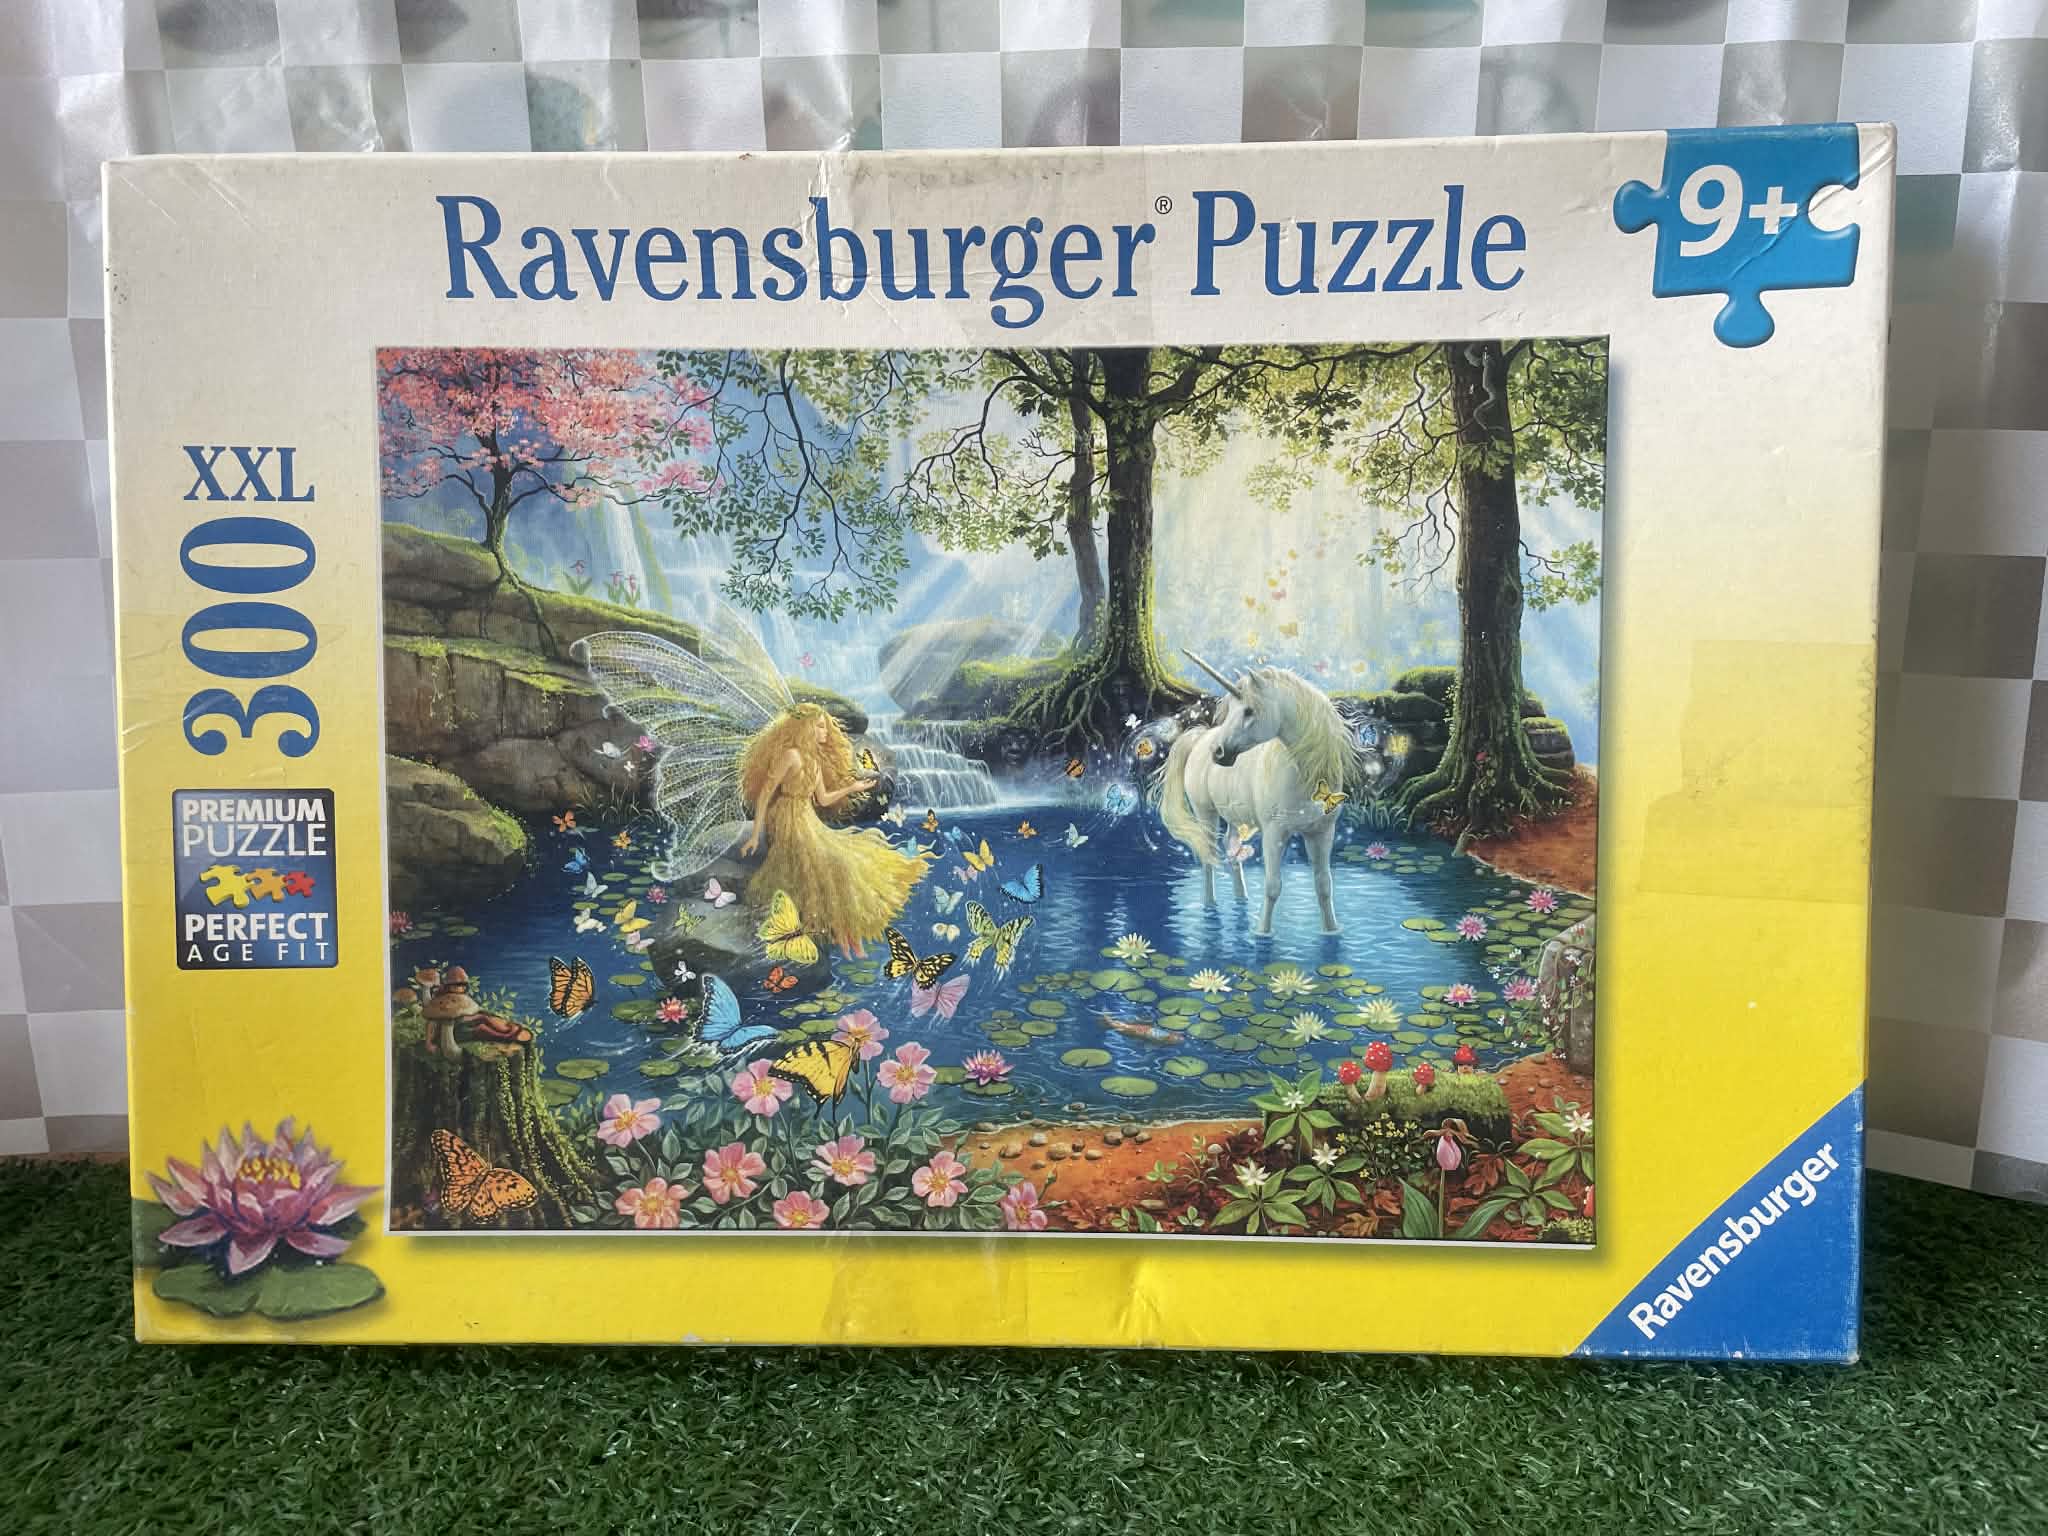 Ravensburger® Puzzle
9+
XXL
300
PREMIUM
PUZZLE
PERFECT
AGE FIT
Ravensburger